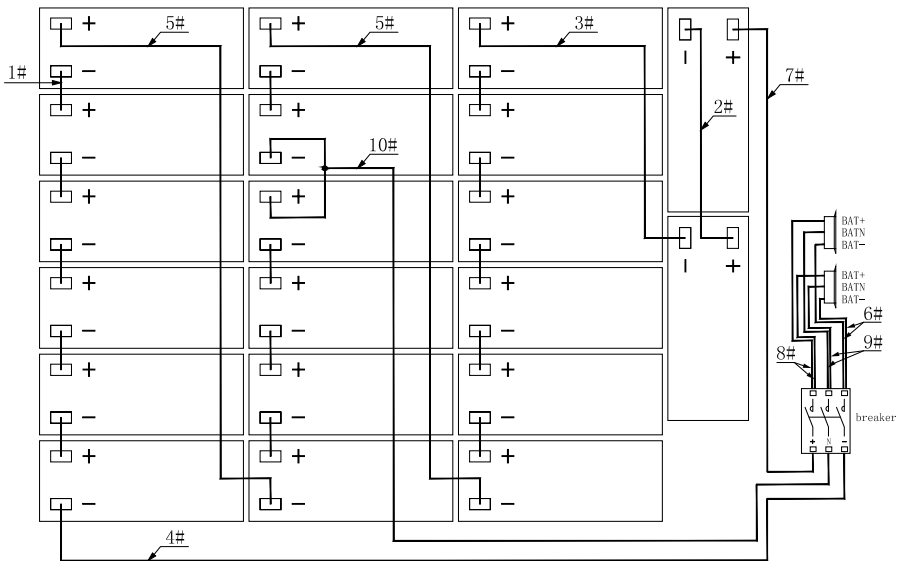 + 5# + 5# + 3# | | 7#
1# − − − − +
+ + + 2#
− 10# − −
+ + +
− − − | + BAT+
BATN
BAT−
+ + + BAT+
BATN
BAT−
− − − 6#
+ + + 8# 9#
− − − breaker
+ N −
+ + +
− − −
4#